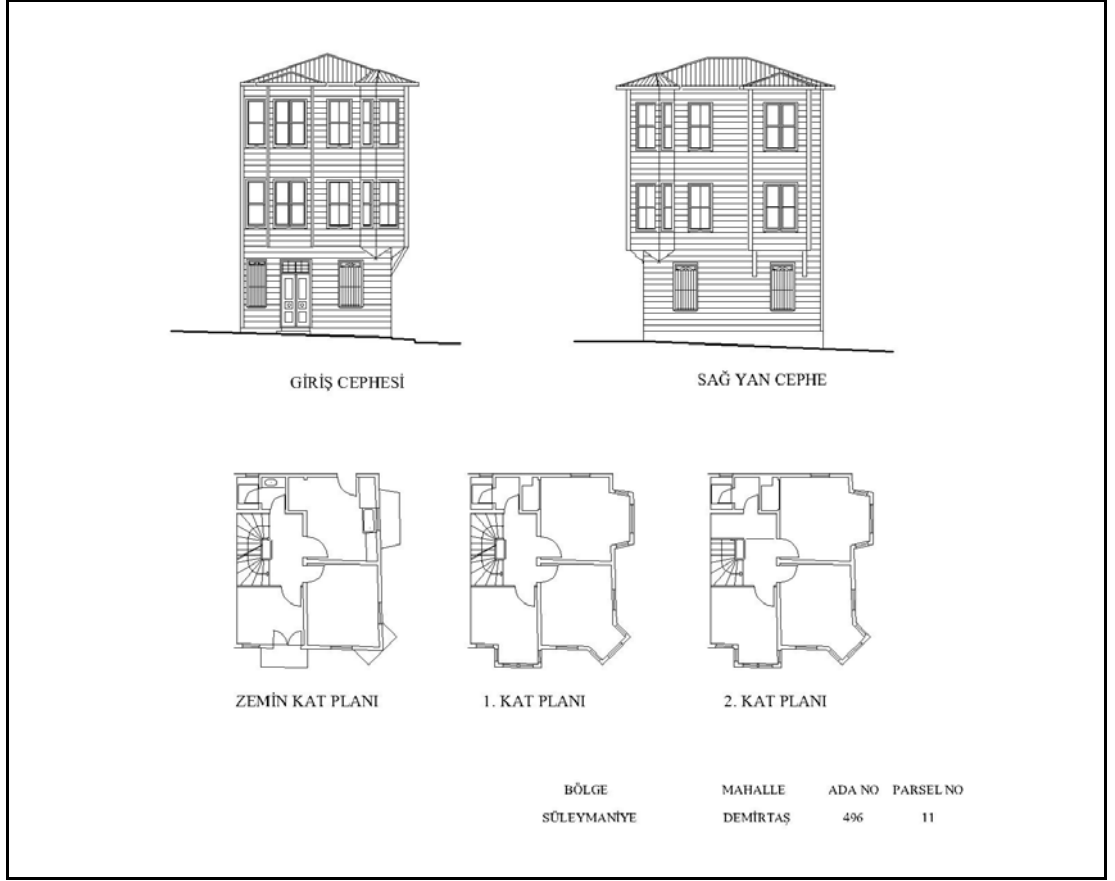 GİRİŞ CEPHESİ
SAĞ YAN CEPHE
ZEMİN KAT PLANI
1. KAT PLANI
2. KAT PLANI
BÖLGE MAHALLE ADA NO PARSEL NO
SÜLEYMANİYE DEMİRTAŞ 496 11